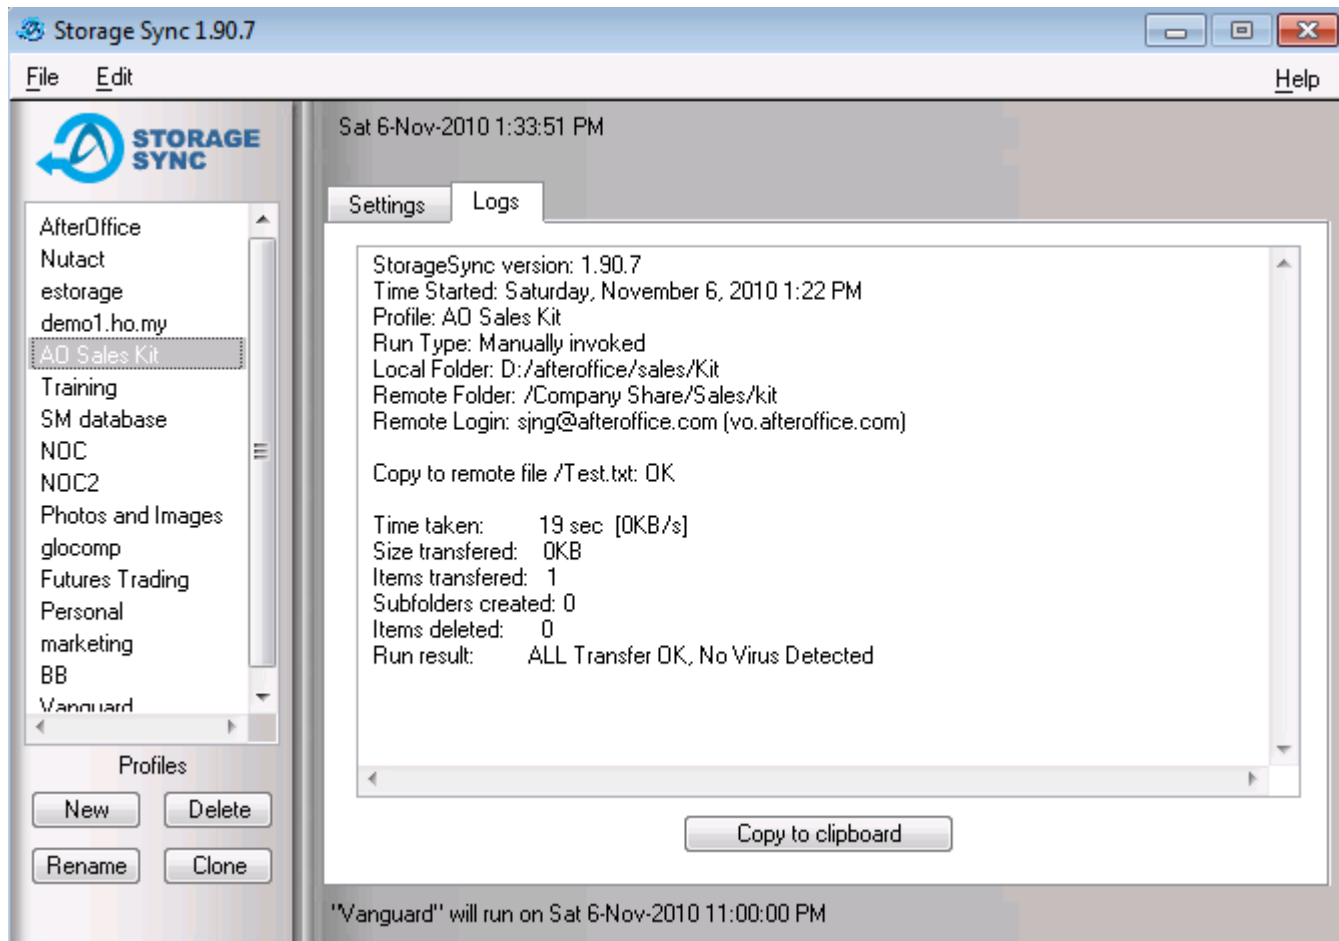 Storage Sync 1.90.7
File Edit Help
STORAGE
SYNC
AfterOffice
Nutact
estorage
demo1.ho.my
AO Sales Kit
Training
SM database
NOC
NOC2
Photos and Images
glocomp
Futures Trading
Personal
marketing
BB
Vanguard
Profiles
New Delete
Rename Clone
Sat 6-Nov-2010 1:33:51 PM
Settings Logs
StorageSync version: 1.90.7
Time Started: Saturday, November 6, 2010 1:22 PM
Profile: AO Sales Kit
Run Type: Manually invoked
Local Folder: D:/afteroffice/sales/Kit
Remote Folder: /Company Share/Sales/kit
Remote Login: sjng@afteroffice.com (vo.afteroffice.com)
Copy to remote file /Test.txt: OK
Time taken: 19 sec [0KB/s]
Size transfered: 0KB
Items transfered: 1
Subfolders created: 0
Items deleted: 0
Run result: ALL Transfer OK, No Virus Detected
Copy to clipboard
"Vanguard" will run on Sat 6-Nov-2010 11:00:00 PM